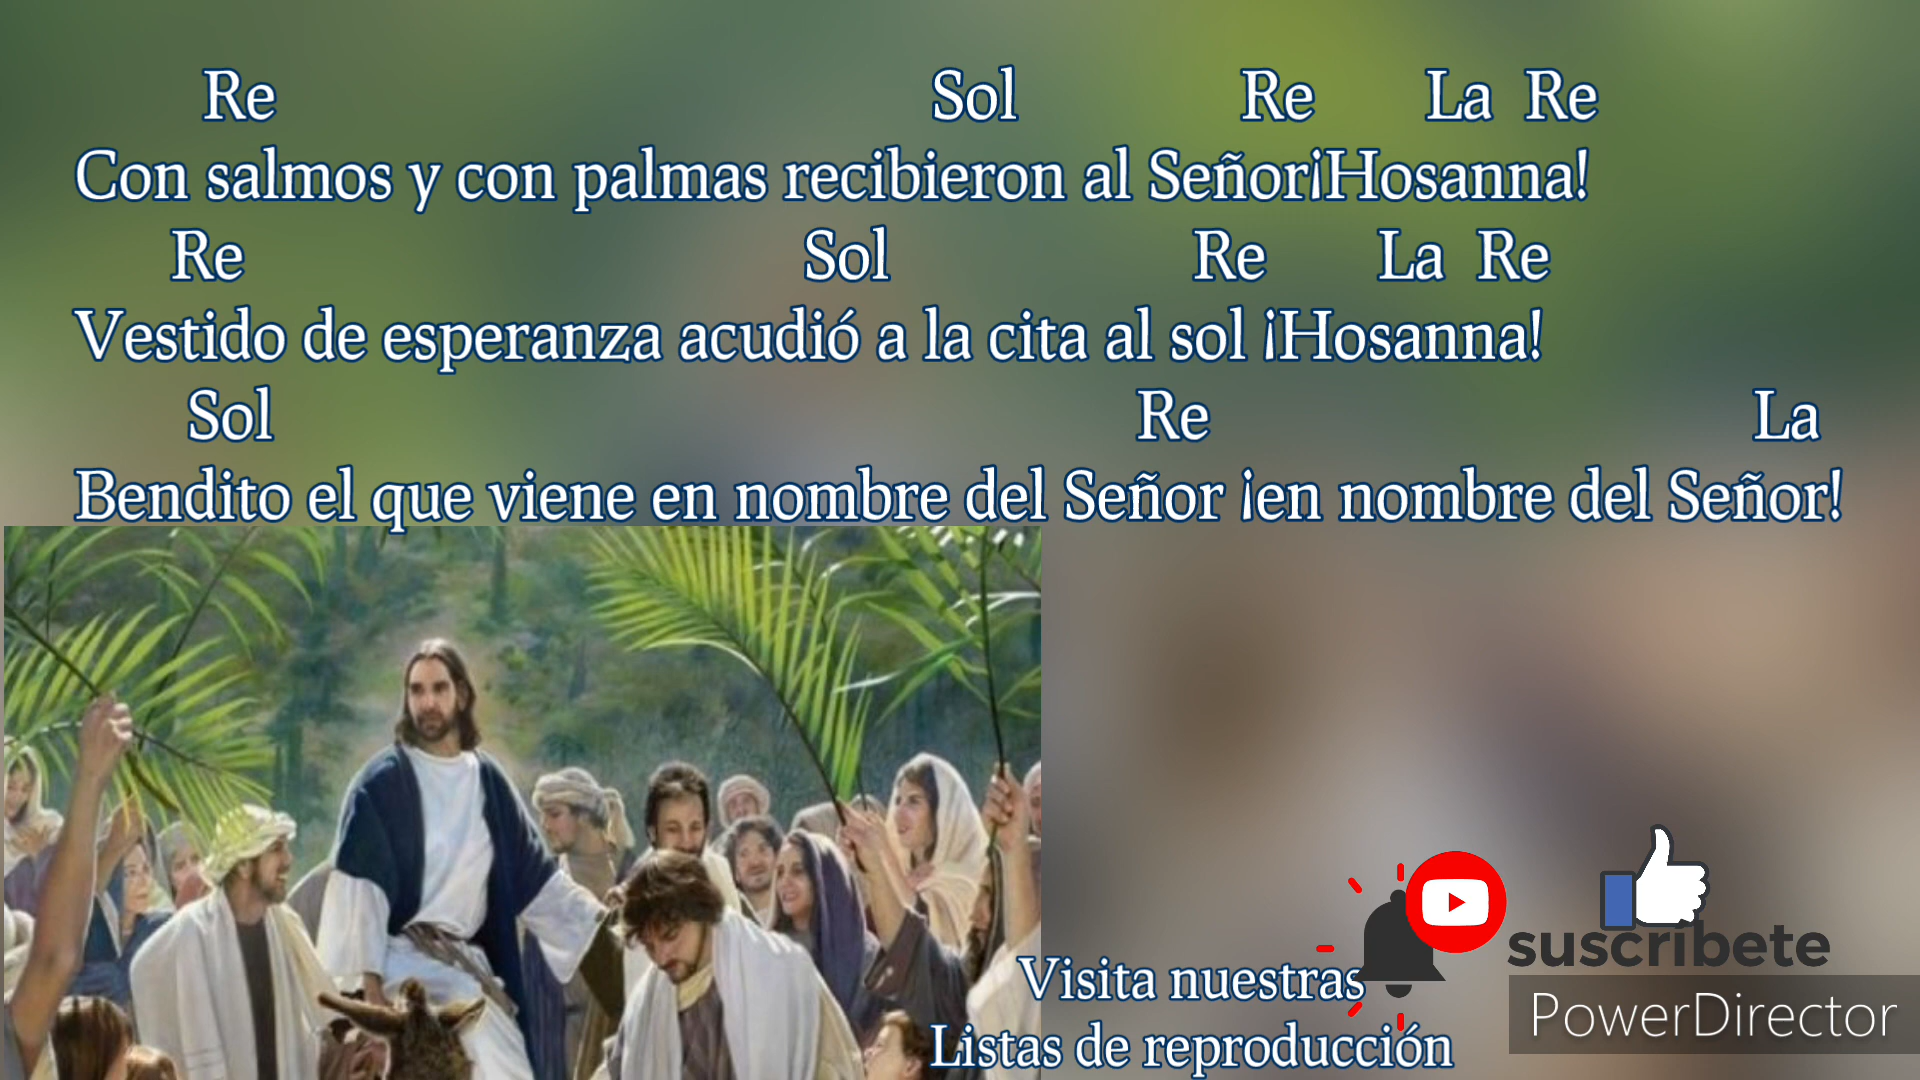 Re Sol Re La Re
Con salmos y con palmas recibieron al Señor¡Hosanna!
Re Sol Re La Re
Vestido de esperanza acudió a la cita al sol ¡Hosanna!
Sol Re La
Bendito el que viene en nombre del Señor ¡en nombre del Señor!
Visita nuestras
Listas de reproducción
suscríbete
PowerDirector